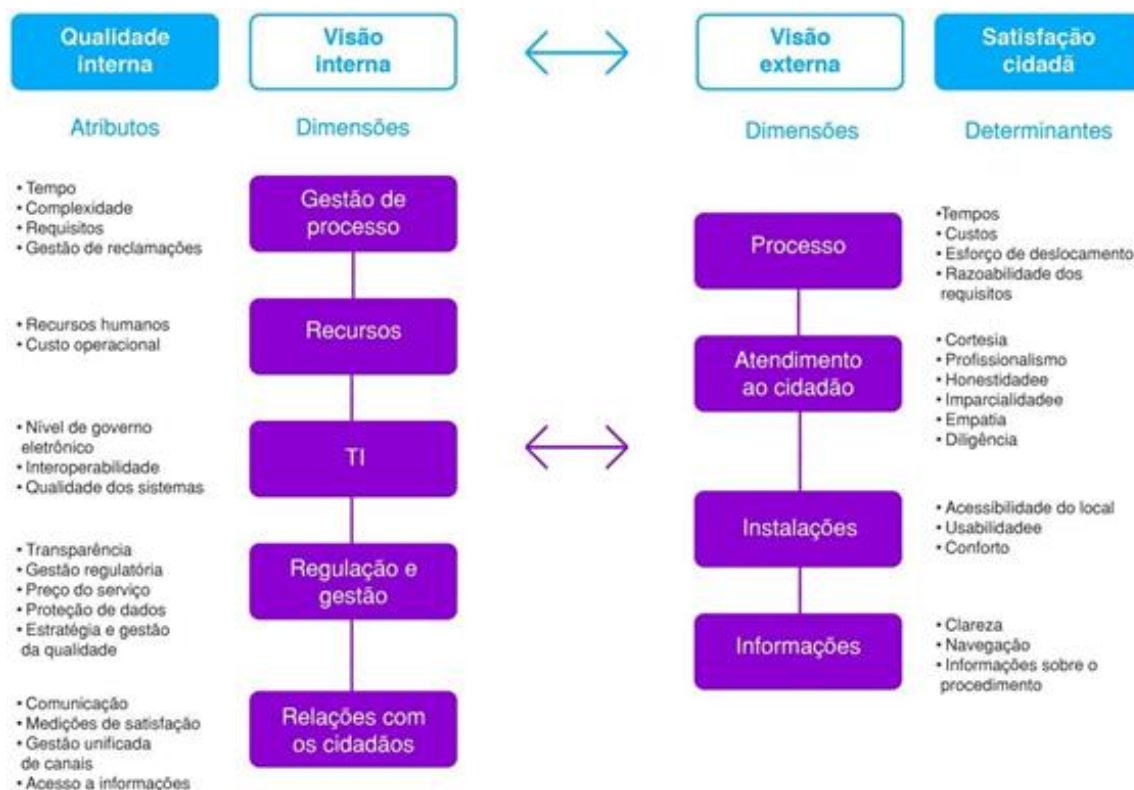 Qualidade
interna
Visão
interna
Visão
externa
Satisfação
cidadã
Atributos
Dimensões
Dimensões
Determinantes
• Tempo
• Complexidade
• Requisitos
• Gestão de reclamações
Gestão de
processo
• Recursos humanos
• Custo operacional
Recursos
• Nível de governo
eletrônico
• Interoperabilidade
• Qualidade dos sistemas
TI
• Transparência
• Gestão regulatória
• Preço do serviço
• Proteção de dados
• Estratégia e gestão
da qualidade
Regulação e
gestão
• Comunicação
• Medições de satisfação
• Gestão unificada
de canais
• Acesso a informações
Relações com
os cidadãos
Processo
•Tempos
• Custos
• Esforço de deslocamento
• Razoabilidade dos
requisitos
Atendimento
ao cidadão
• Cortesia
• Profissionalismo
• Honestidadee
• Imparcialidadee
• Empatia
• Diligência
Instalações
• Acessibilidade do local
• Usabilidadee
• Conforto
Informações
• Clareza
• Navegação
• Informações sobre o
procedimento